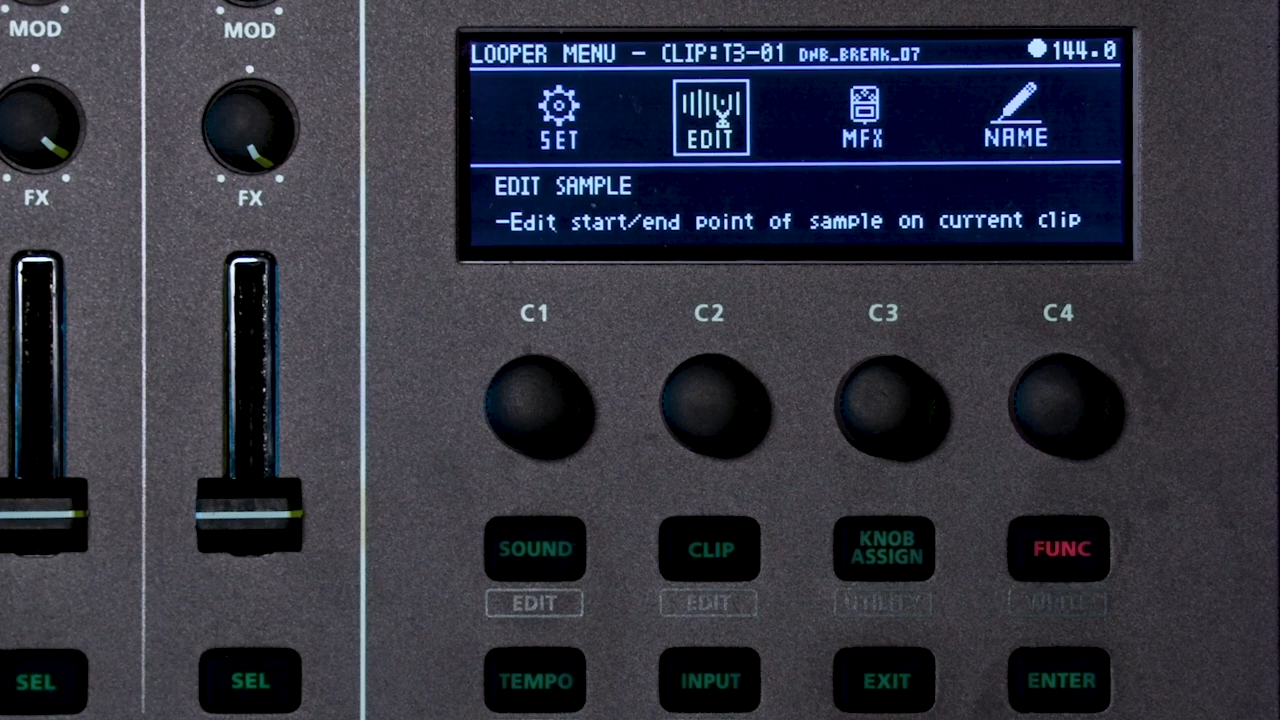 MOD MOD
LOOPER MENU - CLIP:T3-01 DNB_BREAK_07 144.0
SET EDIT MFX NAME
EDIT SAMPLE
-Edit start/end point of sample on current clip
FX FX
C1 C2 C3 C4
SOUND CLIP KNOB ASSIGN FUNC
EDIT EDIT UTILITY WRITE
SEL SEL TEMPO INPUT EXIT ENTER